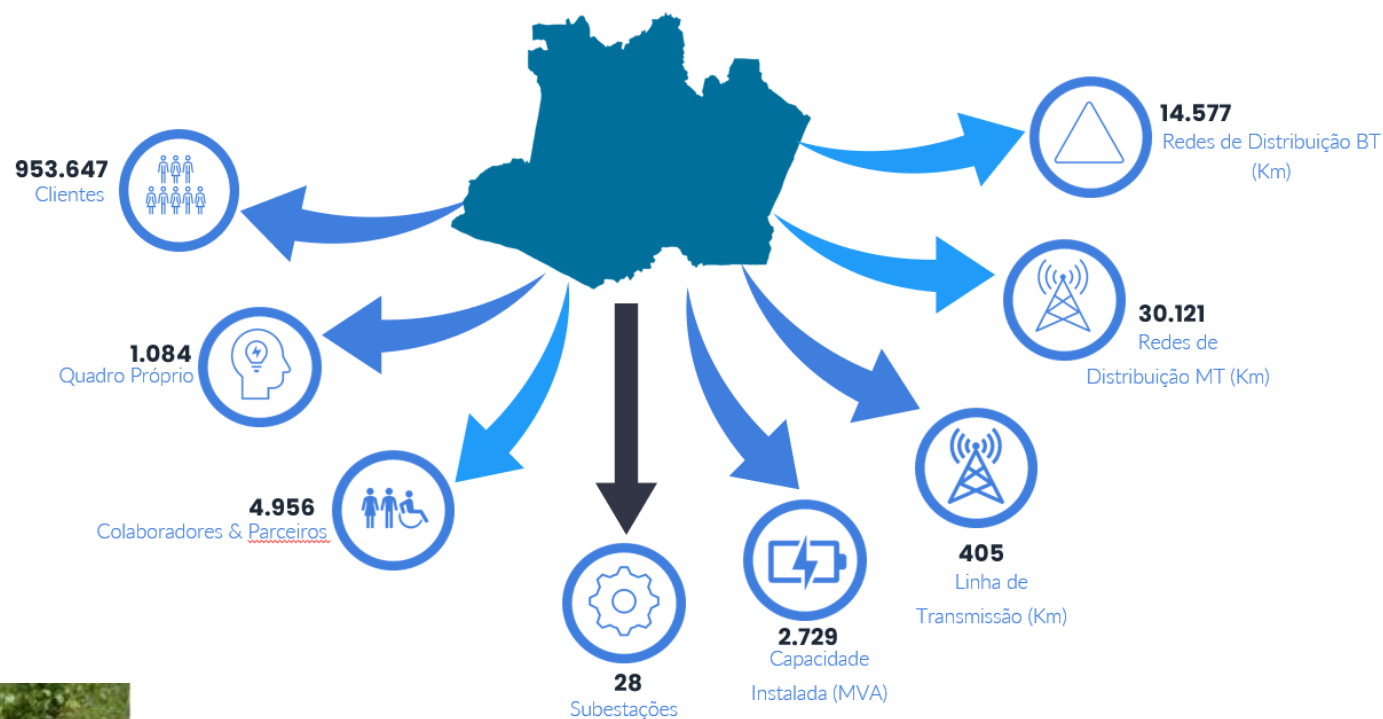 953.647
Clientes
1.084
Quadro Próprio
4.956
Colaboradores & Parceiros
28
Subestações
2.729
Capacidade
Instalada (MVA)
405
Linha de
Transmissão (Km)
30.121
Redes de
Distribuição MT (Km)
14.577
Redes de Distribuição BT
(Km)